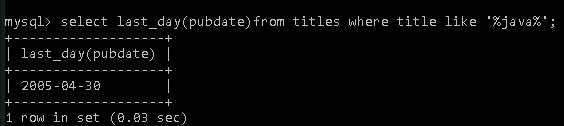 mysql> select last_day(pubdate)from titles where title like '%java%';
+-------------------+
| last_day(pubdate) |
+-------------------+
| 2005-04-30        |
+-------------------+
1 row in set (0.03 sec)